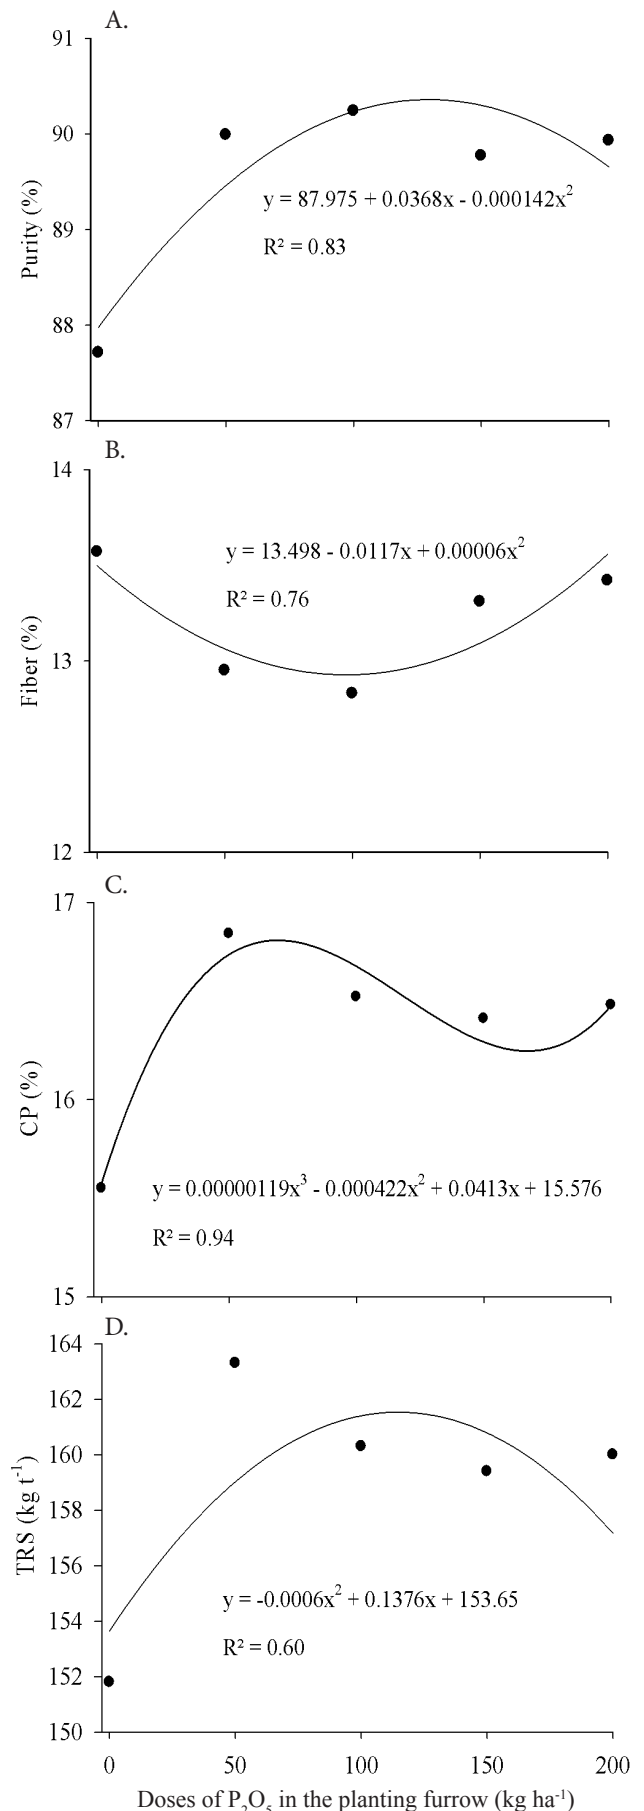 A.
91
90
89
88
87
Purity (%)
y = 87.975 + 0.0368x - 0.000142x²
R² = 0.83
B.
14
13
12
Fiber (%)
y = 13.498 - 0.0117x + 0.00006x²
R² = 0.76
C.
17
16
15
CP (%)
y = 0.00000119x³ - 0.000422x² + 0.0413x + 15.576
R² = 0.94
D.
164
162
160
158
156
154
152
150
TRS (kg t⁻¹)
y = -0.0006x² + 0.1376x + 153.65
R² = 0.60
0 50 100 150 200
Doses of P₂O₅ in the planting furrow (kg ha⁻¹)